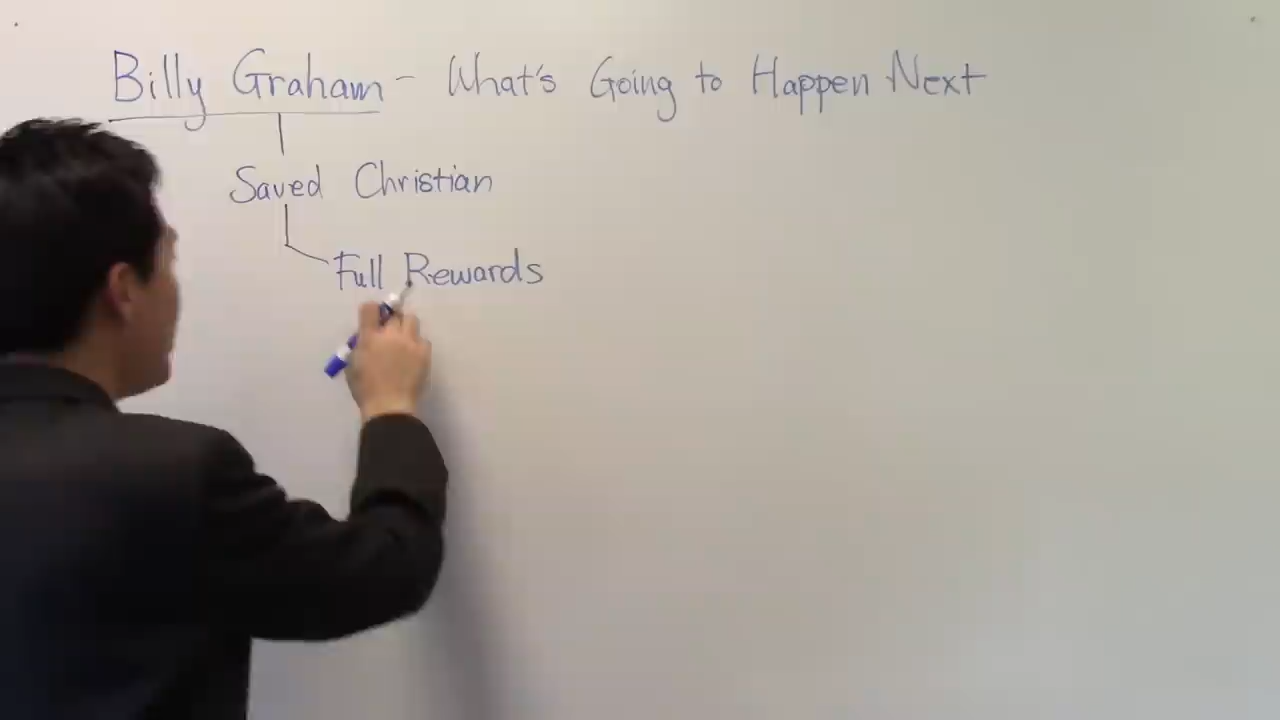 Billy Graham - What's Going to Happen Next
Saved Christian
Full Rewards